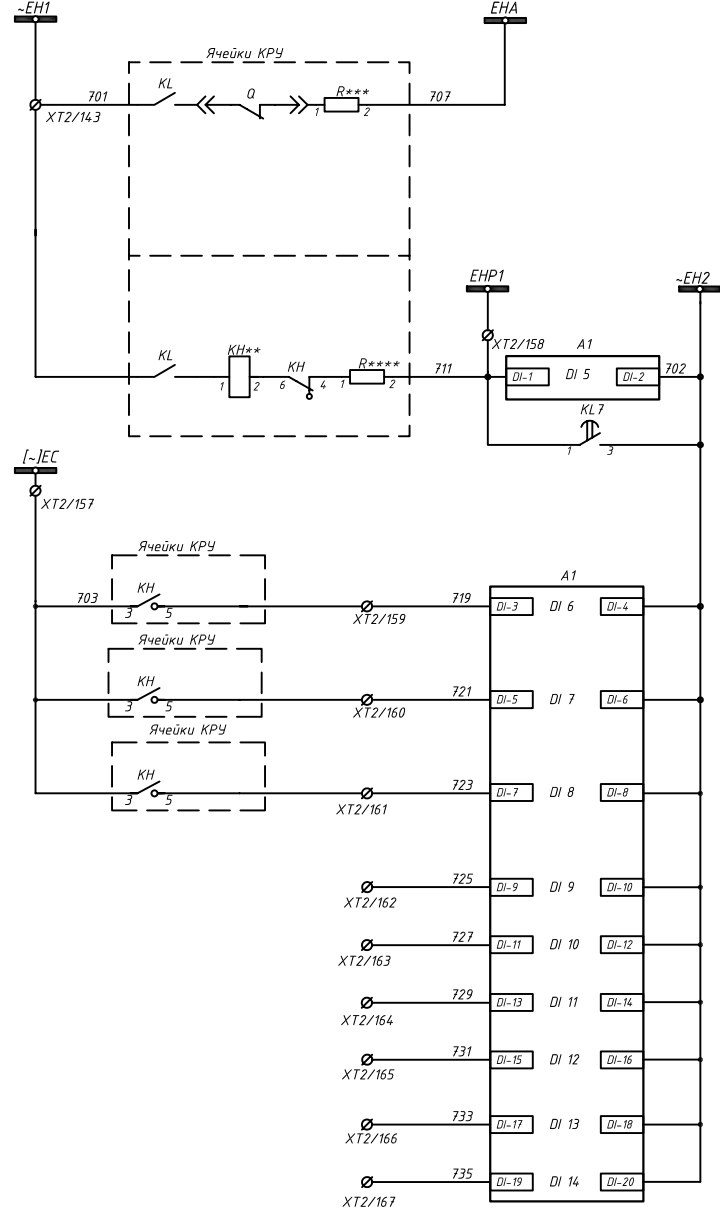 ~EH1
EHA
Ячейки КРУ
701
KL
Q
R***
1
2
707
XT2/143
EHP1
~EH2
XT2/158
A1
KL
KH**
1
2
6
KH
4
R****
1
2
711
DI-1
DI 5
DI-2
702
KL7
1
3
[~]EC
XT2/157
Ячейки КРУ
703
KH
3
5
XT2/159
719
A1
DI-3
DI 6
DI-4
Ячейки КРУ
KH
3
5
XT2/160
721
DI-5
DI 7
DI-6
Ячейки КРУ
KH
3
5
XT2/161
723
DI-7
DI 8
DI-8
725
XT2/162
DI-9
DI 9
DI-10
727
XT2/163
DI-11
DI 10
DI-12
729
XT2/164
DI-13
DI 11
DI-14
731
XT2/165
DI-15
DI 12
DI-16
733
XT2/166
DI-17
DI 13
DI-18
735
XT2/167
DI-19
DI 14
DI-20